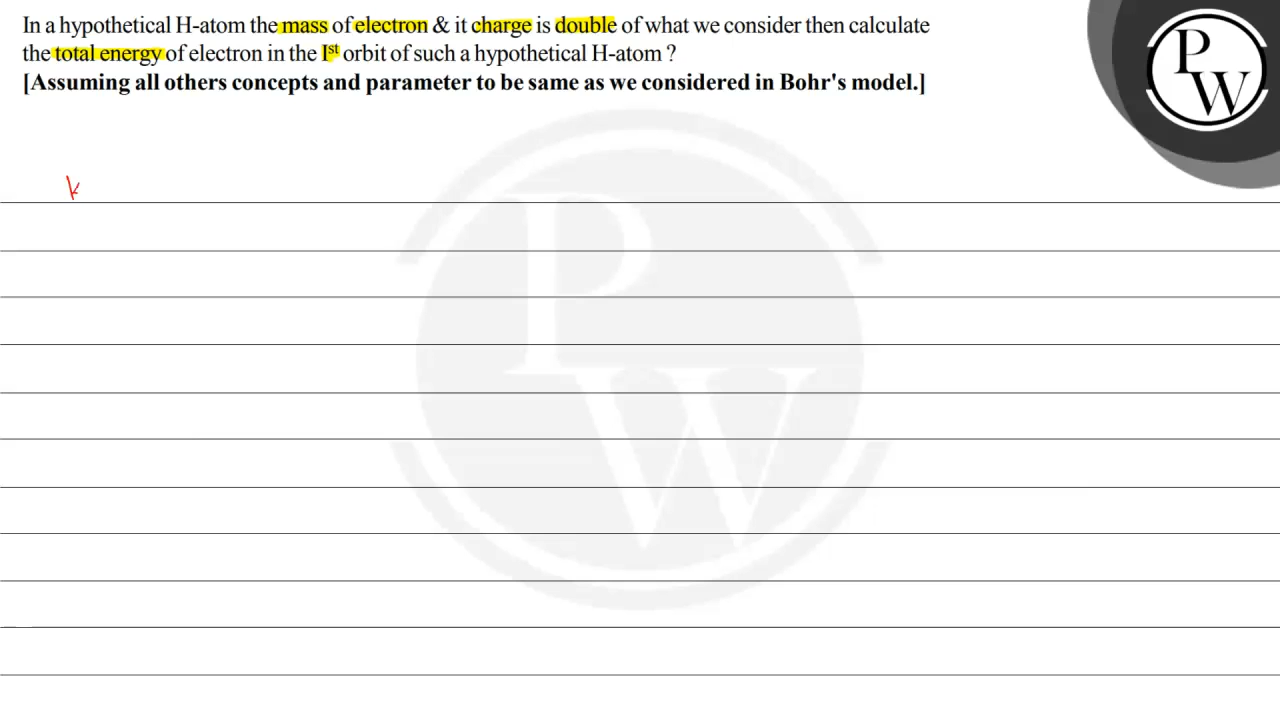 In a hypothetical H-atom the mass of electron & it charge is double of what we consider then calculate
the total energy of electron in the Ist orbit of such a hypothetical H-atom ?
[Assuming all others concepts and parameter to be same as we considered in Bohr's model.]
P
W
k
P
W